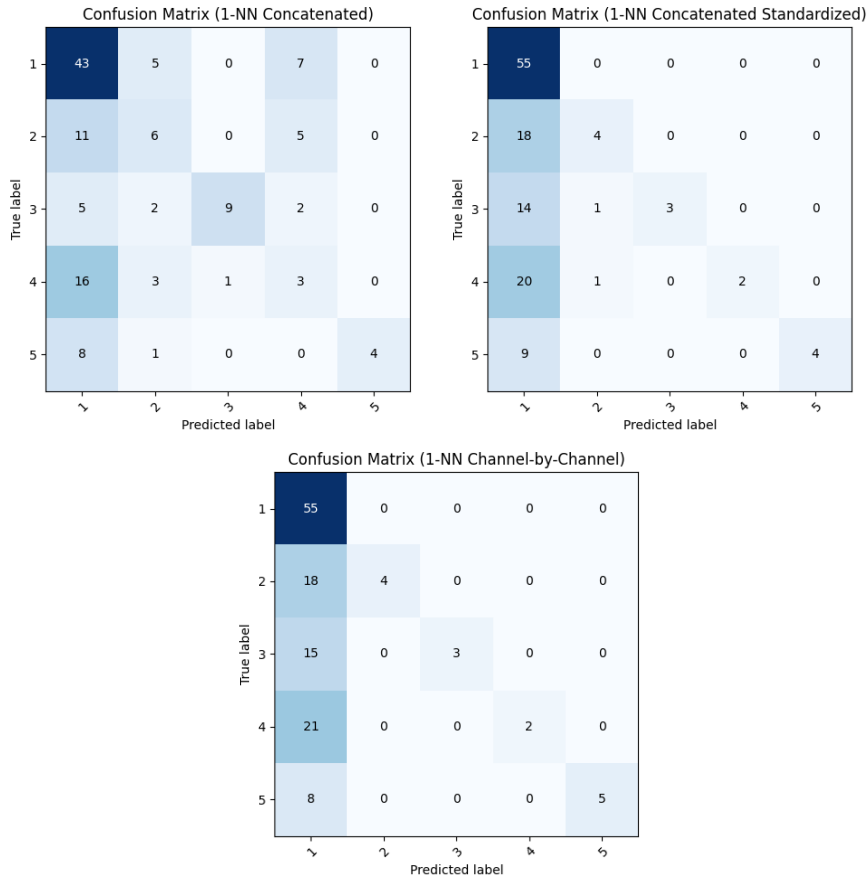 Confusion Matrix (1-NN Concatenated)
True label
1 43 5 0 7 0
2 11 6 0 5 0
3 5 2 9 2 0
4 16 3 1 3 0
5 8 1 0 0 4
1 2 3 4 5
Predicted label
Confusion Matrix (1-NN Concatenated Standardized)
True label
1 55 0 0 0 0
2 18 4 0 0 0
3 14 1 3 0 0
4 20 1 0 2 0
5 9 0 0 0 4
1 2 3 4 5
Predicted label
Confusion Matrix (1-NN Channel-by-Channel)
True label
1 55 0 0 0 0
2 18 4 0 0 0
3 15 0 3 0 0
4 21 0 0 2 0
5 8 0 0 0 5
1 2 3 4 5
Predicted label